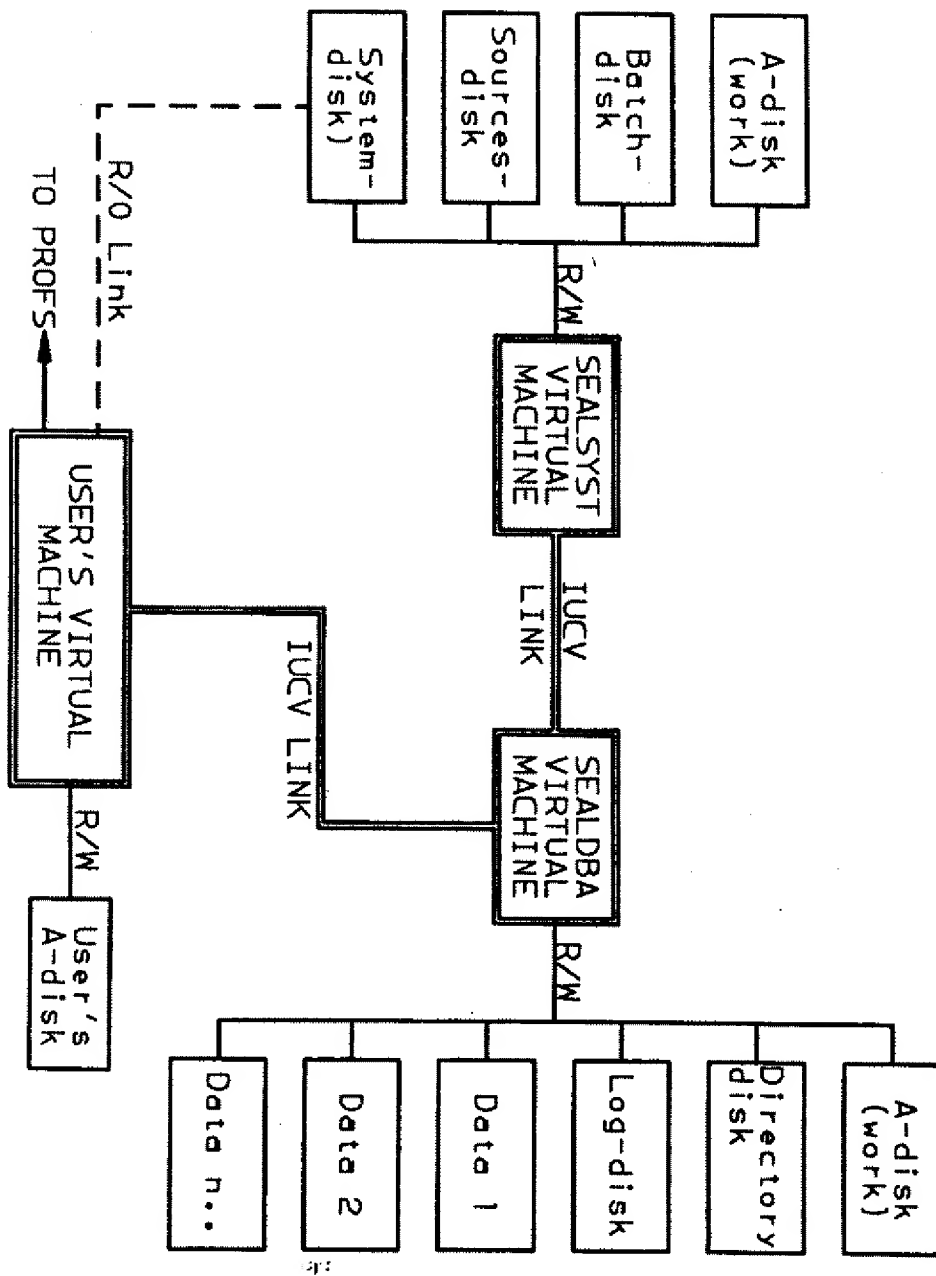 A-disk
(work)
Batch-
disk
Sources-
disk
System-
disk)
R/W
SEALSYST
VIRTUAL
MACHINE
IUCV
LINK
SEALDBA
VIRTUAL
MACHINE
R/W
A-disk
(work)
Directory
disk
Log-disk
Data 1
Data 2
Data n..
IUCV LINK
R/O Link
TO PROFS
USER'S VIRTUAL
MACHINE
R/W
User's
A-disk